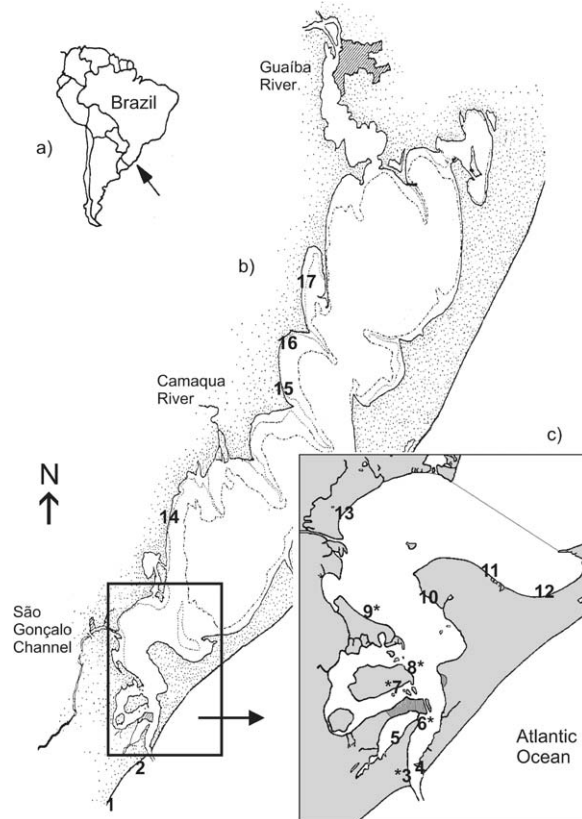 Guaíba
River.
Brazil
a)
b)
17
16
15
Camaqua
River
N
14
São
Gonçalo
Channel
2
1
c)
13
11
12
10
9*
8*
*7
6*
5
*3
4
Atlantic
Ocean